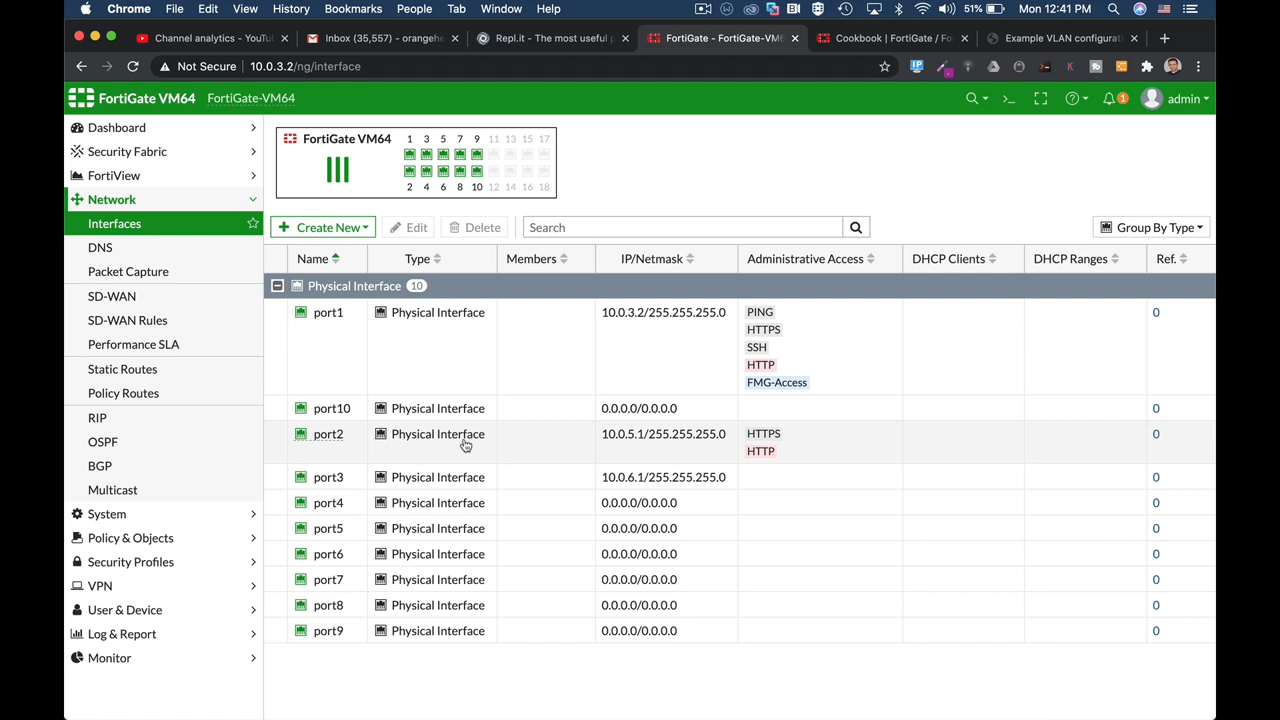 Chrome File Edit View History Bookmarks People Tab Window Help 51% Mon 12:41 PM
Channel analytics - YouTu Inbox (35,557) - orangehe Repl.it - The most useful p FortiGate - FortiGate-VM6 Cookbook | FortiGate / For Example VLAN configurati
Not Secure 10.0.3.2/ng/interface
FortiGate VM64 FortiGate-VM64 1 admin
Dashboard
Security Fabric
FortiView
Network
Interfaces
DNS
Packet Capture
SD-WAN
SD-WAN Rules
Performance SLA
Static Routes
Policy Routes
RIP
OSPF
BGP
Multicast
System
Policy & Objects
Security Profiles
VPN
User & Device
Log & Report
Monitor
FortiGate VM64 1 3 5 7 9 11 13 15 17
2 4 6 8 10 12 14 16 18
Create New Edit Delete Search Group By Type
Name Type Members IP/Netmask Administrative Access DHCP Clients DHCP Ranges Ref.
Physical Interface 10
port1 Physical Interface 10.0.3.2/255.255.255.0 PING 0
HTTPS
SSH
HTTP
FMG-Access
port10 Physical Interface 0.0.0.0/0.0.0.0 0
port2 Physical Interface 10.0.5.1/255.255.255.0 HTTPS 0
HTTP
port3 Physical Interface 10.0.6.1/255.255.255.0 0
port4 Physical Interface 0.0.0.0/0.0.0.0 0
port5 Physical Interface 0.0.0.0/0.0.0.0 0
port6 Physical Interface 0.0.0.0/0.0.0.0 0
port7 Physical Interface 0.0.0.0/0.0.0.0 0
port8 Physical Interface 0.0.0.0/0.0.0.0 0
port9 Physical Interface 0.0.0.0/0.0.0.0 0